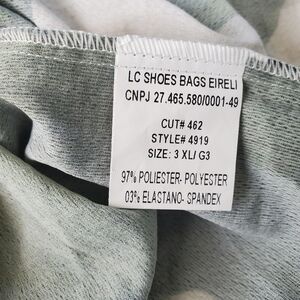 LC SHOES BAGS EIRELI
CNPJ 27.465.580/0001-49
CUT# 462
STYLE# 4919
SIZE: 3 XL/ G3
97% POLIESTER- POLYESTER
03% ELASTANO- SPANDEX